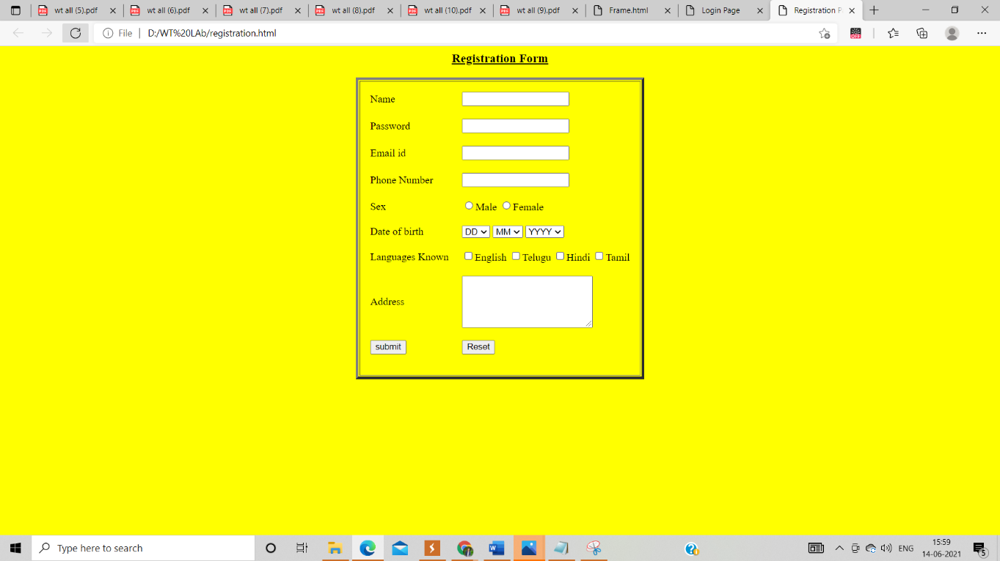 wt all (5).pdf wt all (6).pdf wt all (7).pdf wt all (8).pdf wt all (10).pdf wt all (9).pdf Frame.html Login Page Registration P
File D:/WT%20LAb/registration.html OFF
Registration Form
Name
Password
Email id
Phone Number
Sex Male Female
Date of birth DD MM YYYY
Languages Known English Telugu Hindi Tamil
Address
submit Reset
Type here to search ENG 15:59
14-06-2021 5